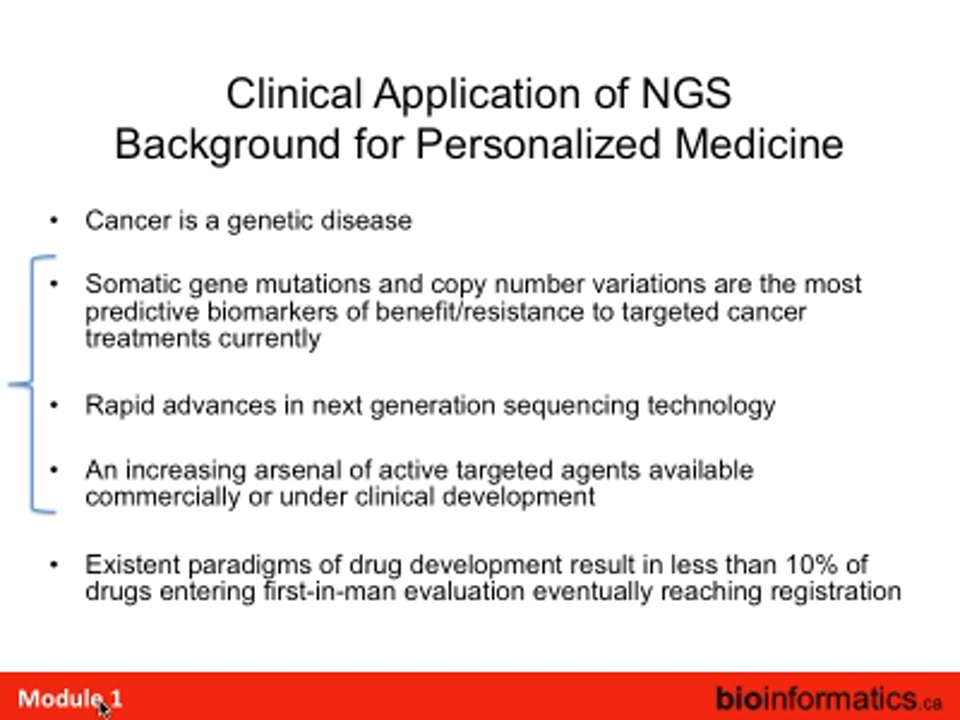 Clinical Application of NGS
Background for Personalized Medicine
• Cancer is a genetic disease
• Somatic gene mutations and copy number variations are the most
predictive biomarkers of benefit/resistance to targeted cancer
treatments currently
• Rapid advances in next generation sequencing technology
• An increasing arsenal of active targeted agents available
commercially or under clinical development
• Existent paradigms of drug development result in less than 10% of
drugs entering first-in-man evaluation eventually reaching registration
Module 1
bioinformatics.ca